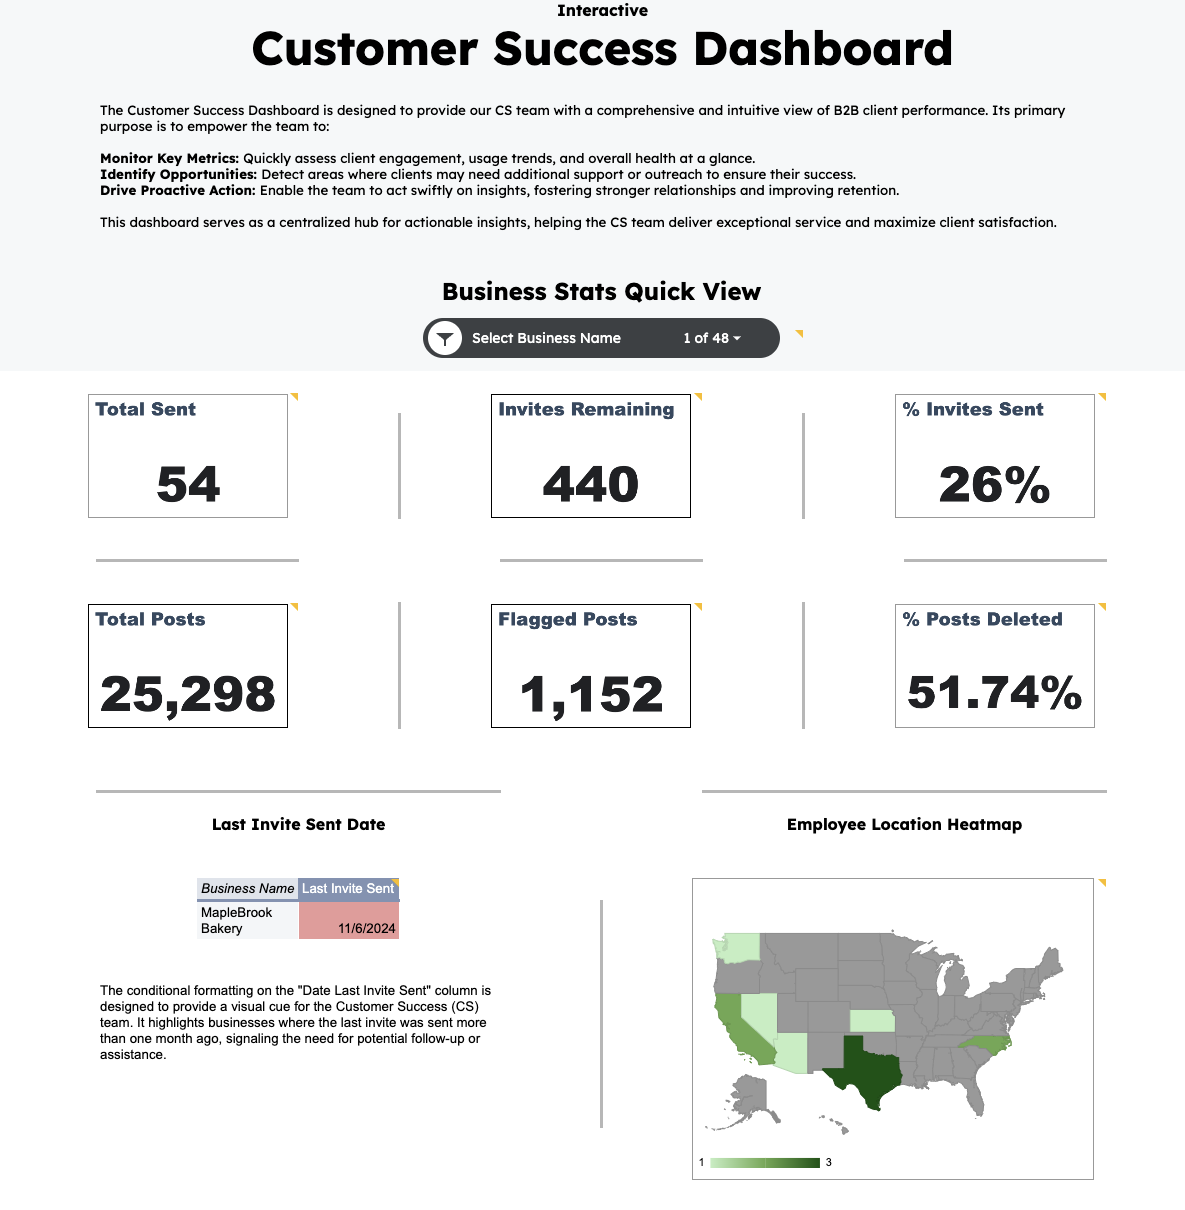 Interactive
Customer Success Dashboard
The Customer Success Dashboard is designed to provide our CS team with a comprehensive and intuitive view of B2B client performance. Its primary
purpose is to empower the team to:
Monitor Key Metrics: Quickly assess client engagement, usage trends, and overall health at a glance.
Identify Opportunities: Detect areas where clients may need additional support or outreach to ensure their success.
Drive Proactive Action: Enable the team to act swiftly on insights, fostering stronger relationships and improving retention.
This dashboard serves as a centralized hub for actionable insights, helping the CS team deliver exceptional service and maximize client satisfaction.
Business Stats Quick View
Select Business Name 1 of 48
Total Sent
54
Invites Remaining
440
% Invites Sent
26%
Total Posts
25,298
Flagged Posts
1,152
% Posts Deleted
51.74%
Last Invite Sent Date
Business Name Last Invite Sent
MapleBrook
Bakery 11/6/2024
The conditional formatting on the "Date Last Invite Sent" column is
designed to provide a visual cue for the Customer Success (CS)
team. It highlights businesses where the last invite was sent more
than one month ago, signaling the need for potential follow-up or
assistance.
Employee Location Heatmap
1 3